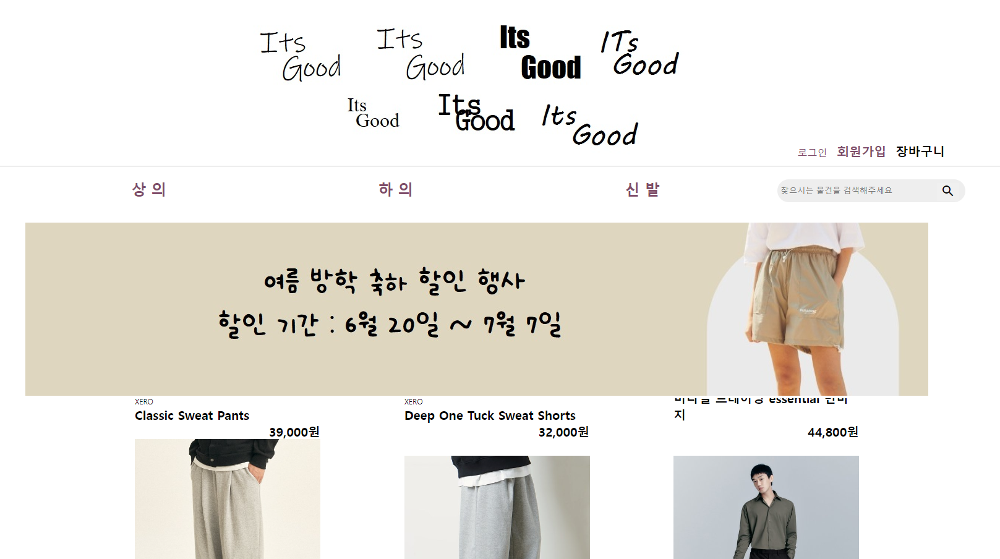 Its
Good
Its
Good
Its
Good
ITs
Good
Its
Good
Its
Good
Its
Good
로그인 회원가입 장바구니
상 의 하 의 신 발 찾으시는 물건을 검색해주세요
여름 방학 축하 할인 행사
할인 기간 : 6월 20일 ~ 7월 7일
PARADISE
XERO
Classic Sweat Pants
39,000원
XERO
Deep One Tuck Sweat Shorts
32,000원
essential
지
44,800원